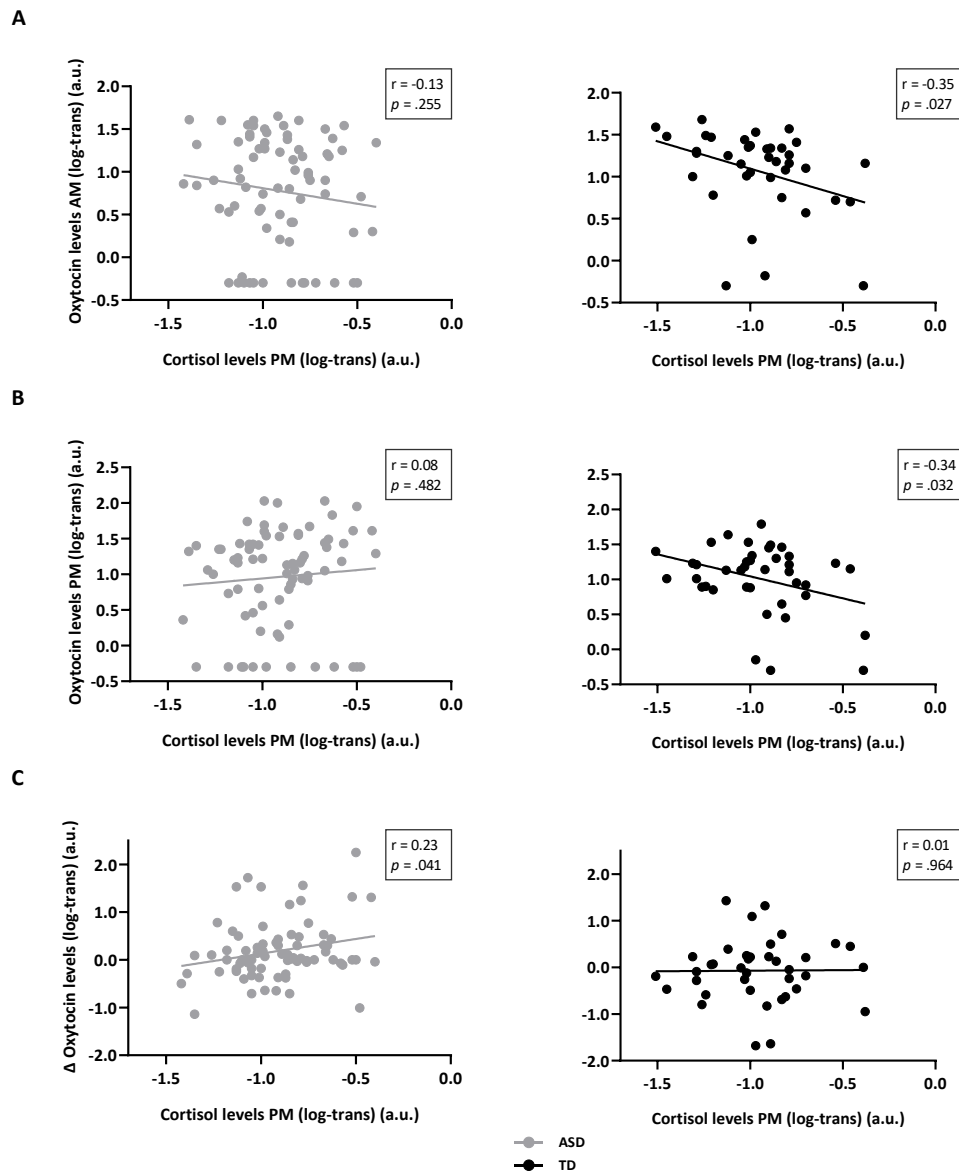 A
r = -0.13
p = .255
Oxytocin levels AM (log-trans) (a.u.)
2.0
1.5
1.0
0.5
0.0
-0.5
-1.5 -1.0 -0.5 0.0
Cortisol levels PM (log-trans) (a.u.)
r = -0.35
p = .027
2.0
1.5
1.0
0.5
0.0
-0.5
-1.5 -1.0 -0.5 0.0
Cortisol levels PM (log-trans) (a.u.)
B
r = 0.08
p = .482
Oxytocin levels PM (log-trans) (a.u.)
2.5
2.0
1.5
1.0
0.5
0.0
-0.5
-1.5 -1.0 -0.5 0.0
Cortisol levels PM (log-trans) (a.u.)
r = -0.34
p = .032
2.5
2.0
1.5
1.0
0.5
0.0
-0.5
-1.5 -1.0 -0.5 0.0
Cortisol levels PM (log-trans) (a.u.)
C
r = 0.23
p = .041
Δ Oxytocin levels (log-trans) (a.u.)
2.0
1.0
0.0
-1.0
-2.0
-1.5 -1.0 -0.5 0.0
Cortisol levels PM (log-trans) (a.u.)
r = 0.01
p = .964
2.0
1.0
0.0
-1.0
-2.0
-1.5 -1.0 -0.5 0.0
Cortisol levels PM (log-trans) (a.u.)
ASD
TD